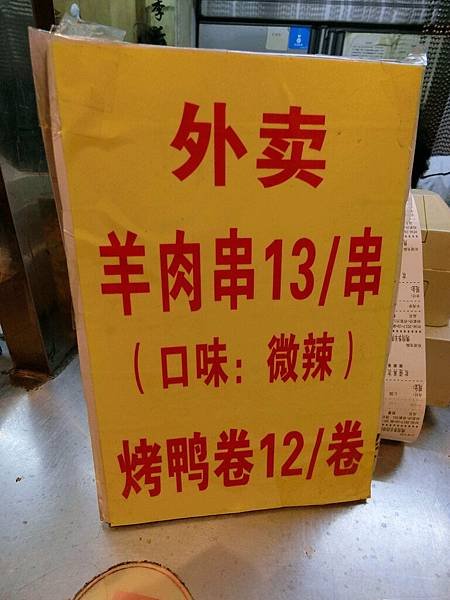 外卖
羊肉串13/串
（口味：微辣）
烤鸭卷12/卷